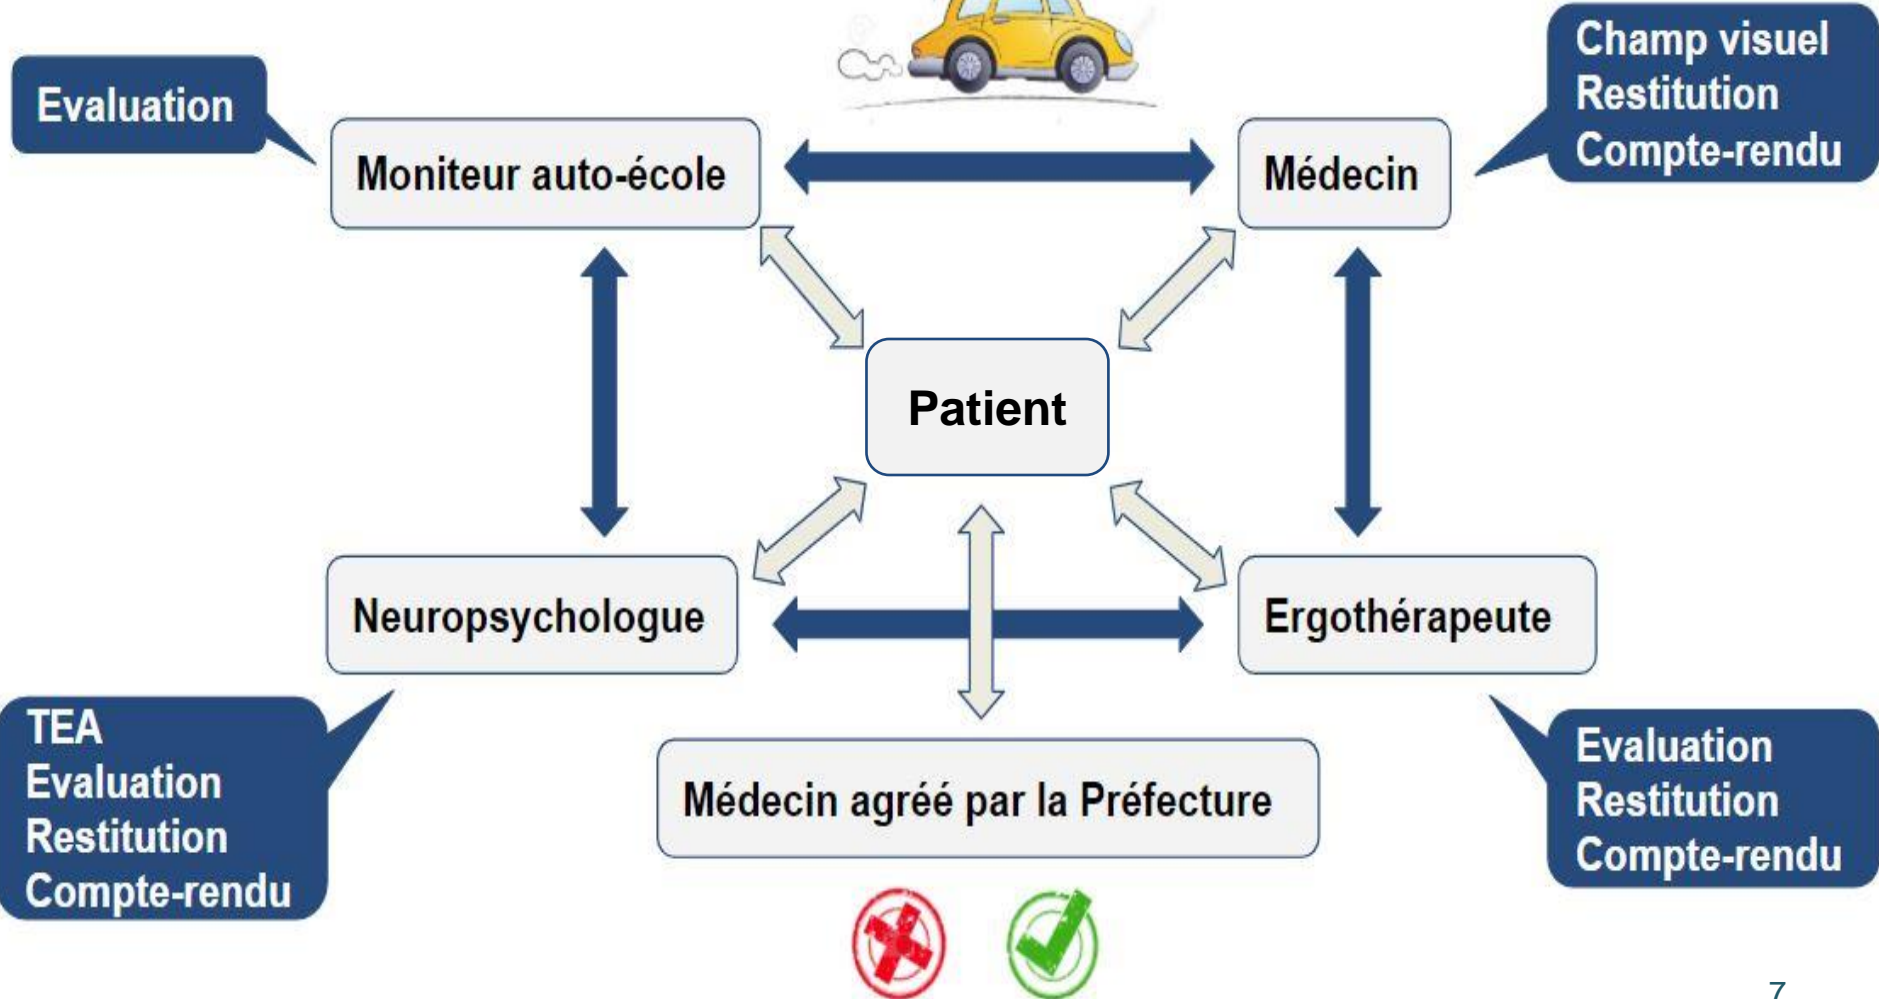 Evaluation
Moniteur auto-école
Médecin
Champ visuel
Restitution
Compte-rendu
Patient
Neuropsychologue
Ergothérapeute
TEA
Evaluation
Restitution
Compte-rendu
Médecin agréé par la Préfecture
Evaluation
Restitution
Compte-rendu
7